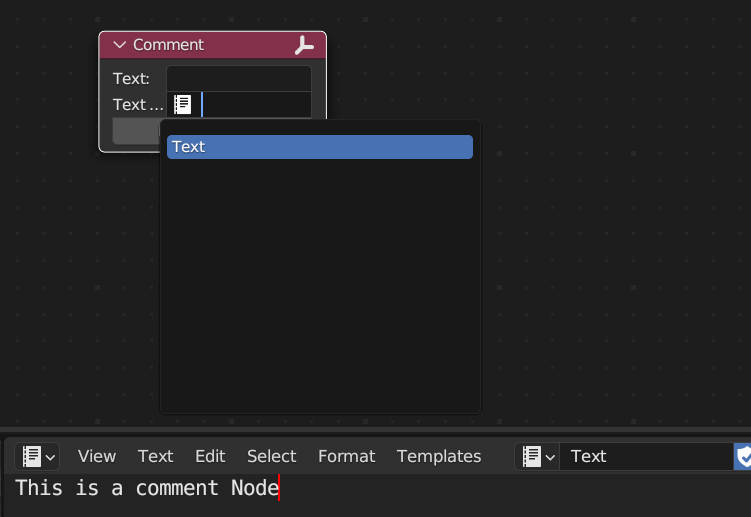 Comment
Text:
Text ...
Text
View Text Edit Select Format Templates Text
This is a comment Node